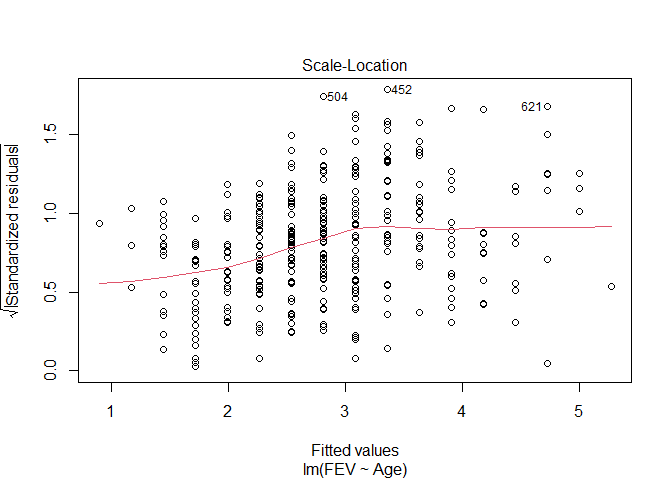 Scale-Location
√|Standardized residuals|
1.5
1.0
0.5
0.0
504
452
621
1 2 3 4 5
Fitted values
lm(FEV ~ Age)